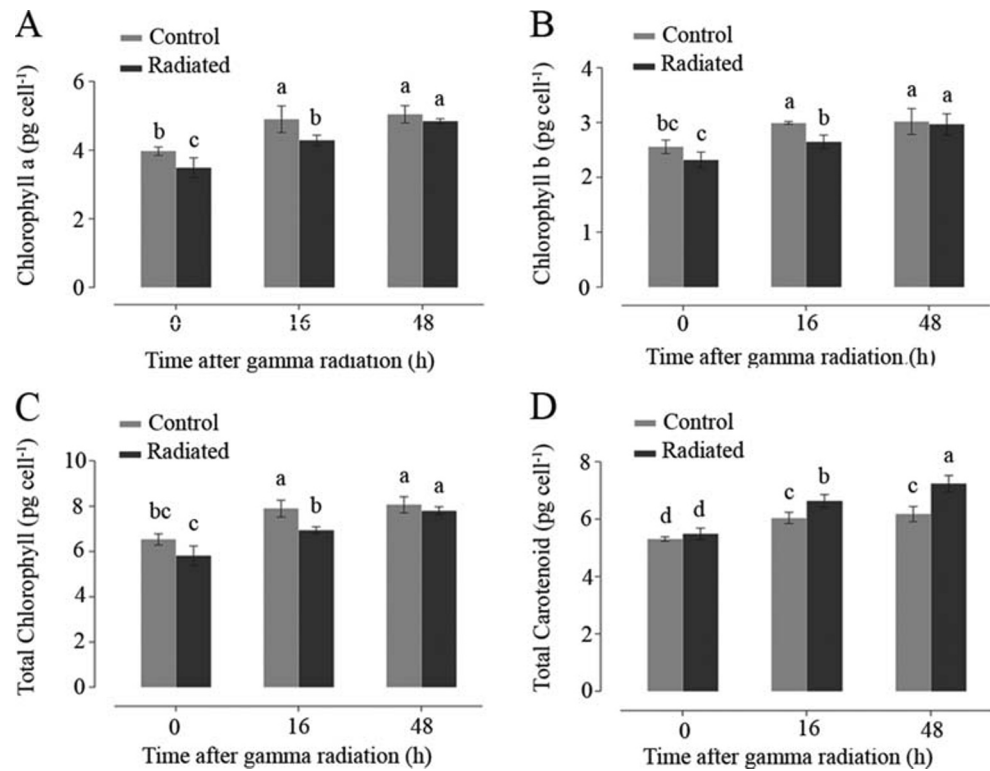 A
Control
Radiated
Chlorophyll a (pg cell⁻¹)
6
4
2
0
b
c
a
b
a
a
0
16
48
Time after gamma radiation (h)
B
Control
Radiated
Chlorophyll b (pg cell⁻¹)
4
3
2
1
0
bc
c
a
b
a
a
0
16
48
Time after gamma radiation.(h)
C
Control
Radiated
Total Chlorophyll (pg cell⁻¹)
10
8
6
4
2
0
bc
c
a
b
a
a
0
16
48
Time after gamma radiation (h)
D
Control
Radiated
Total Carotenoid (pg cell⁻¹)
8
6
4
2
0
d
d
c
b
c
a
0
16
48
Time after gamma radiation (h)